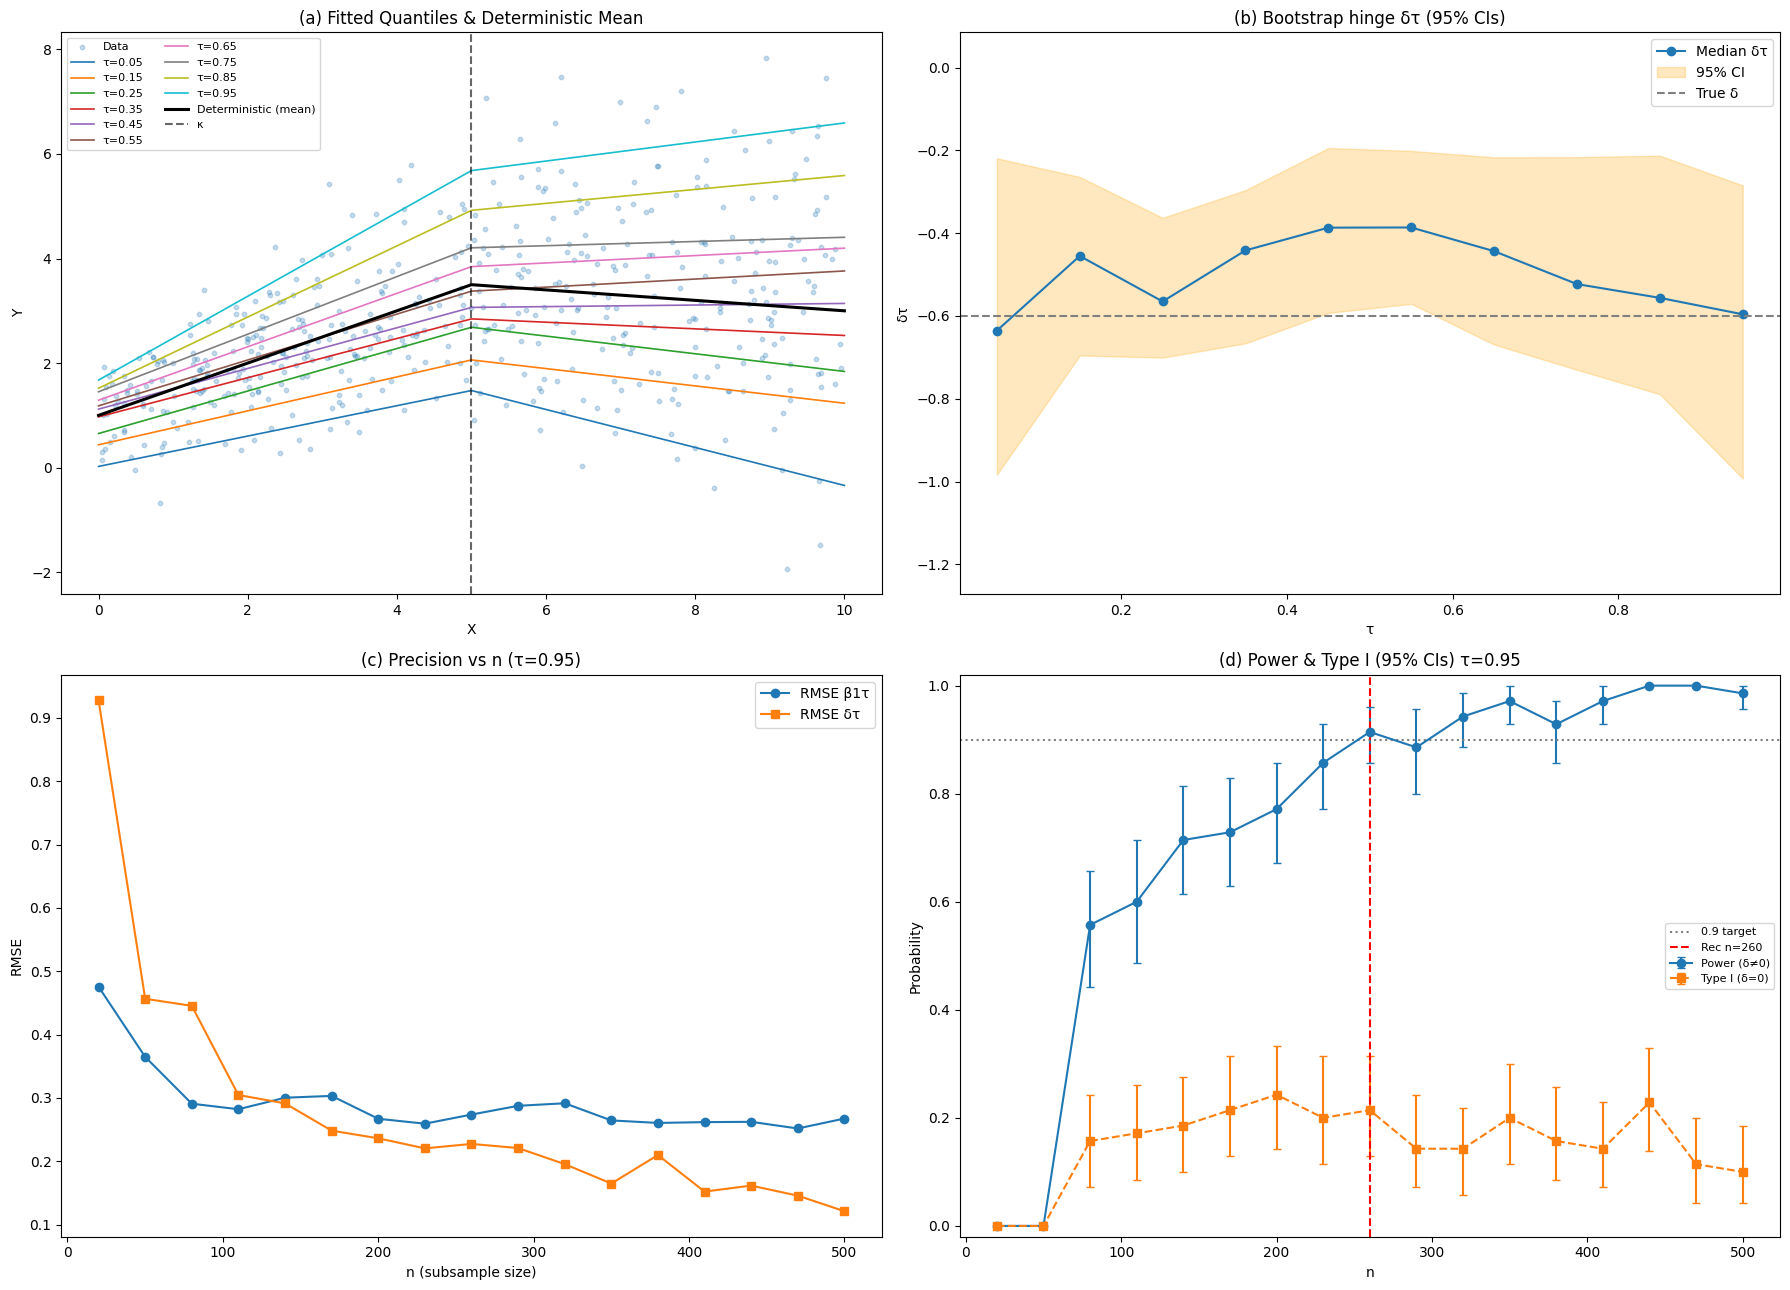 (a) Fitted Quantiles & Deterministic Mean
Data
τ=0.05
τ=0.15
τ=0.25
τ=0.35
τ=0.45
τ=0.55
τ=0.65
τ=0.75
τ=0.85
τ=0.95
Deterministic (mean)
κ
8
6
4
2
0
−2
Y
0
2
4
6
8
10
X
(b) Bootstrap hinge δτ (95% CIs)
Median δτ
95% CI
True δ
0.0
−0.2
−0.4
−0.6
−0.8
−1.0
−1.2
δτ
0.2
0.4
0.6
0.8
τ
(c) Precision vs n (τ=0.95)
RMSE β1τ
RMSE δτ
0.9
0.8
0.7
0.6
0.5
0.4
0.3
0.2
0.1
RMSE
0
100
200
300
400
500
n (subsample size)
(d) Power & Type I (95% CIs) τ=0.95
1.0
0.8
0.6
0.4
0.2
0.0
Probability
0.9 target
Rec n=260
Power (δ≠0)
Type I (δ=0)
0
100
200
300
400
500
n